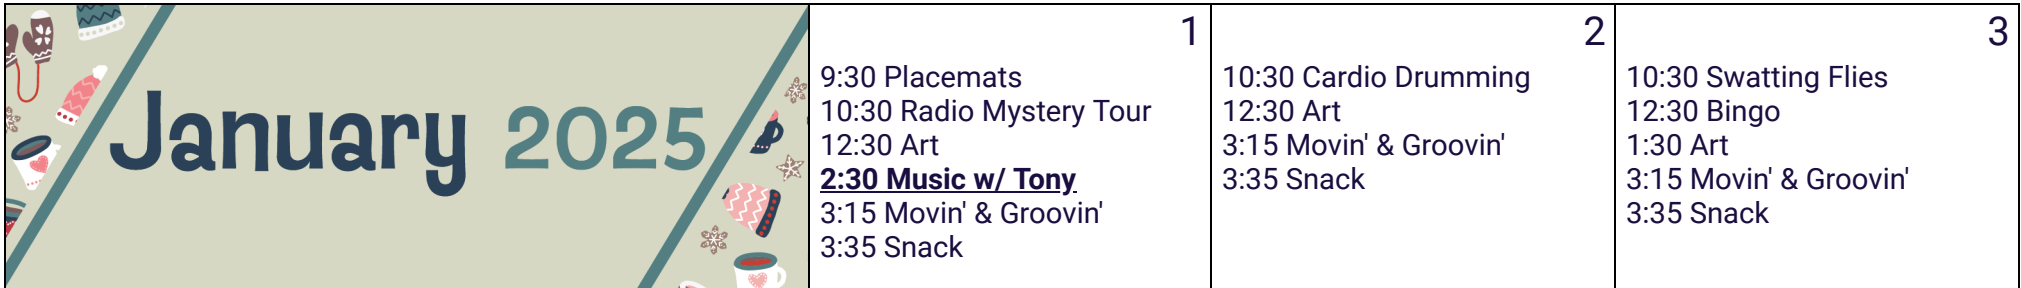 January 2025
1
9:30 Placemats
10:30 Radio Mystery Tour
12:30 Art
2:30 Music w/ Tony
3:15 Movin' & Groovin'
3:35 Snack
2
10:30 Cardio Drumming
12:30 Art
3:15 Movin' & Groovin'
3:35 Snack
3
10:30 Swatting Flies
12:30 Bingo
1:30 Art
3:15 Movin' & Groovin'
3:35 Snack